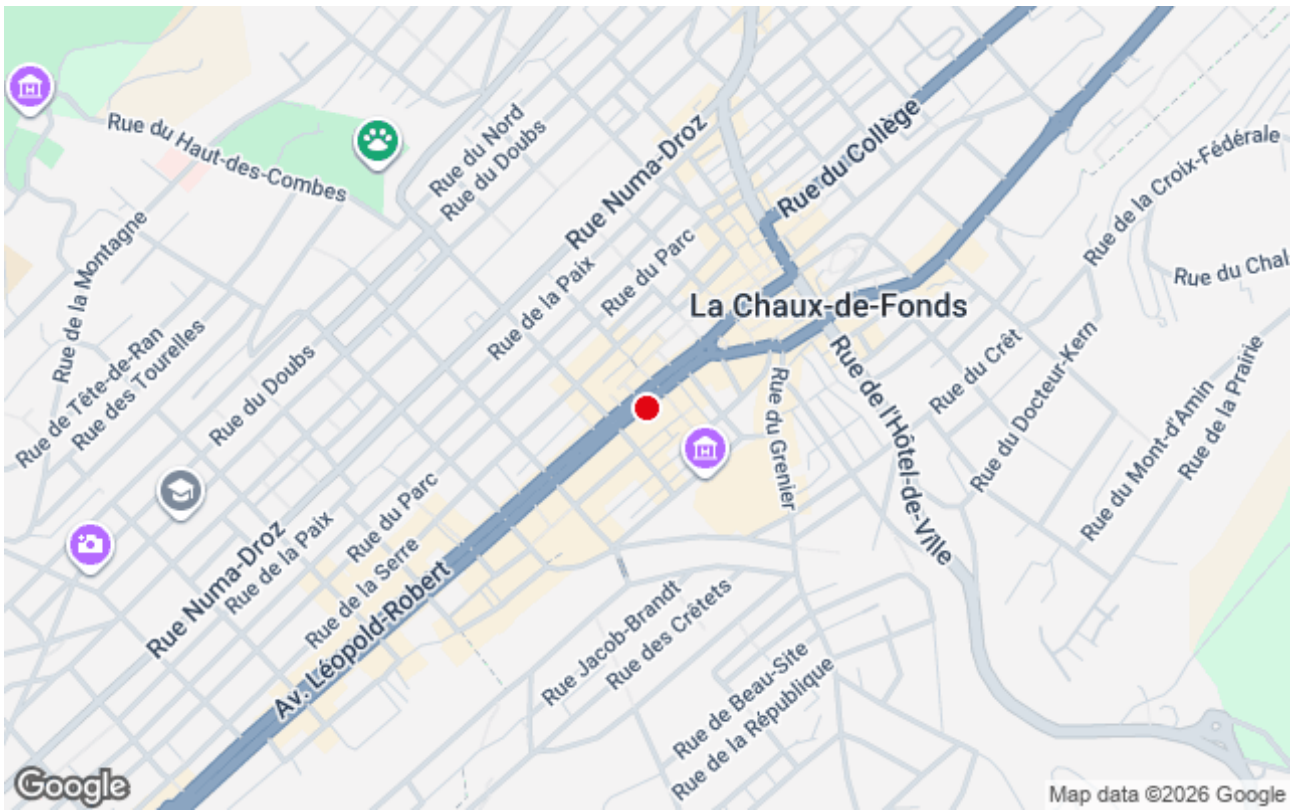 Rue du Collège
Rue du Nord
Rue du Doubs
Rue Numa-Droz
Rue du Haut-des-Combes
Rue de la Croix-Fédérale
Rue du Parc
Rue de la Paix
Rue de la Montagne
Rue du Chal
La Chaux-de-Fonds
Rue de Tête-de-Ran
Rue des Tourelles
Rue du Doubs
Rue du Crêt
Rue du Docteur-Kern
Rue de l'Hôtel-de-Ville
Rue du Grenier
Rue du Mont-d'Amin
Rue de la Prairie
Rue du Parc
Rue de la Paix
Rue Numa-Droz
Rue de la Serre
Av. Léopold-Robert
Rue Jacob-Brandt
Rue des Crêtets
Rue de Beau-Site
Rue de la République
Google
Map data ©2026 Google